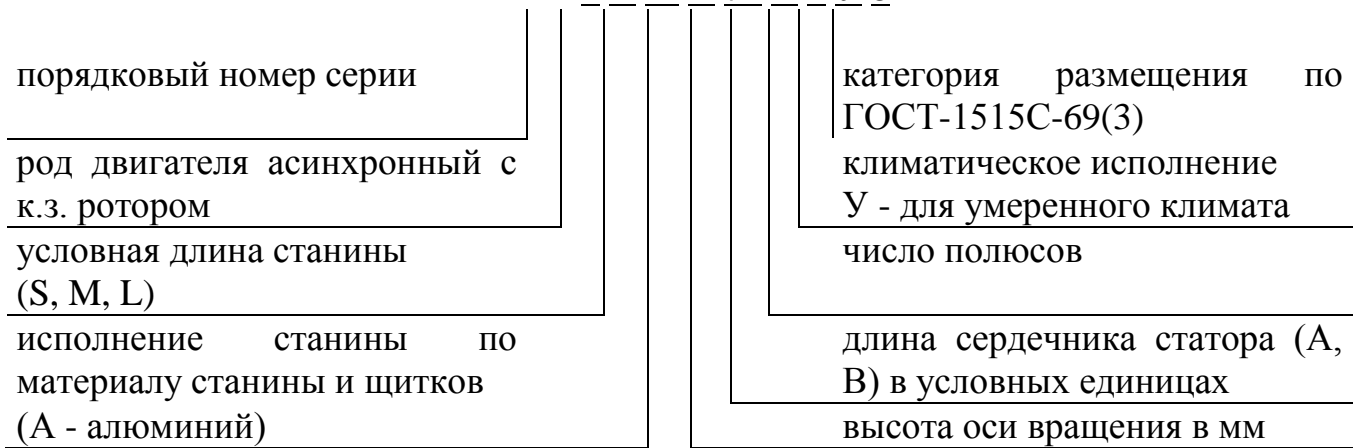 порядковый номер серии
род двигателя асинхронный с
к.з. ротором
условная длина станины
(S, M, L)
исполнение станины по
материалу станины и щитков
(А - алюминий)
категория размещения по
ГОСТ-1515С-69(3)
климатическое исполнение
У - для умеренного климата
число полюсов
длина сердечника статора (А,
В) в условных единицах
высота оси вращения в мм